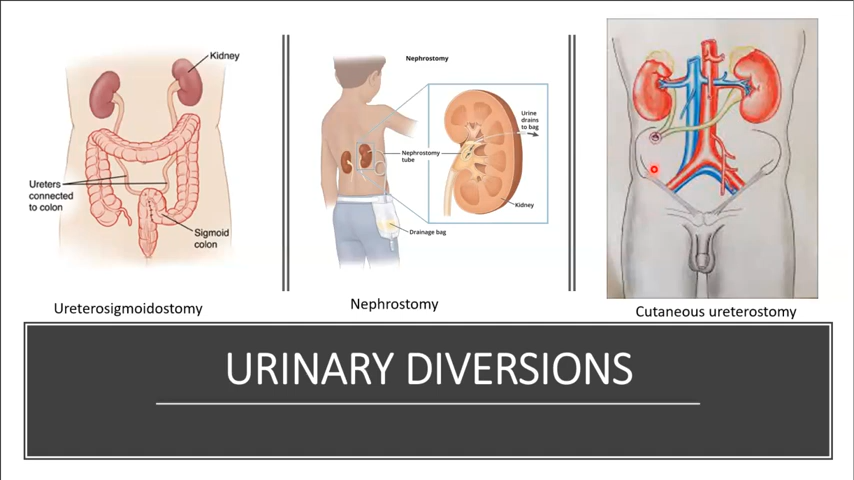 Kidney
Ureters
connected
to colon
Sigmoid
colon
Ureterosigmoidostomy
Nephrostomy
Urine
drains
to bag
Nephrostomy
tube
Kidney
Drainage bag
Nephrostomy
Cutaneous ureterostomy
URINARY DIVERSIONS